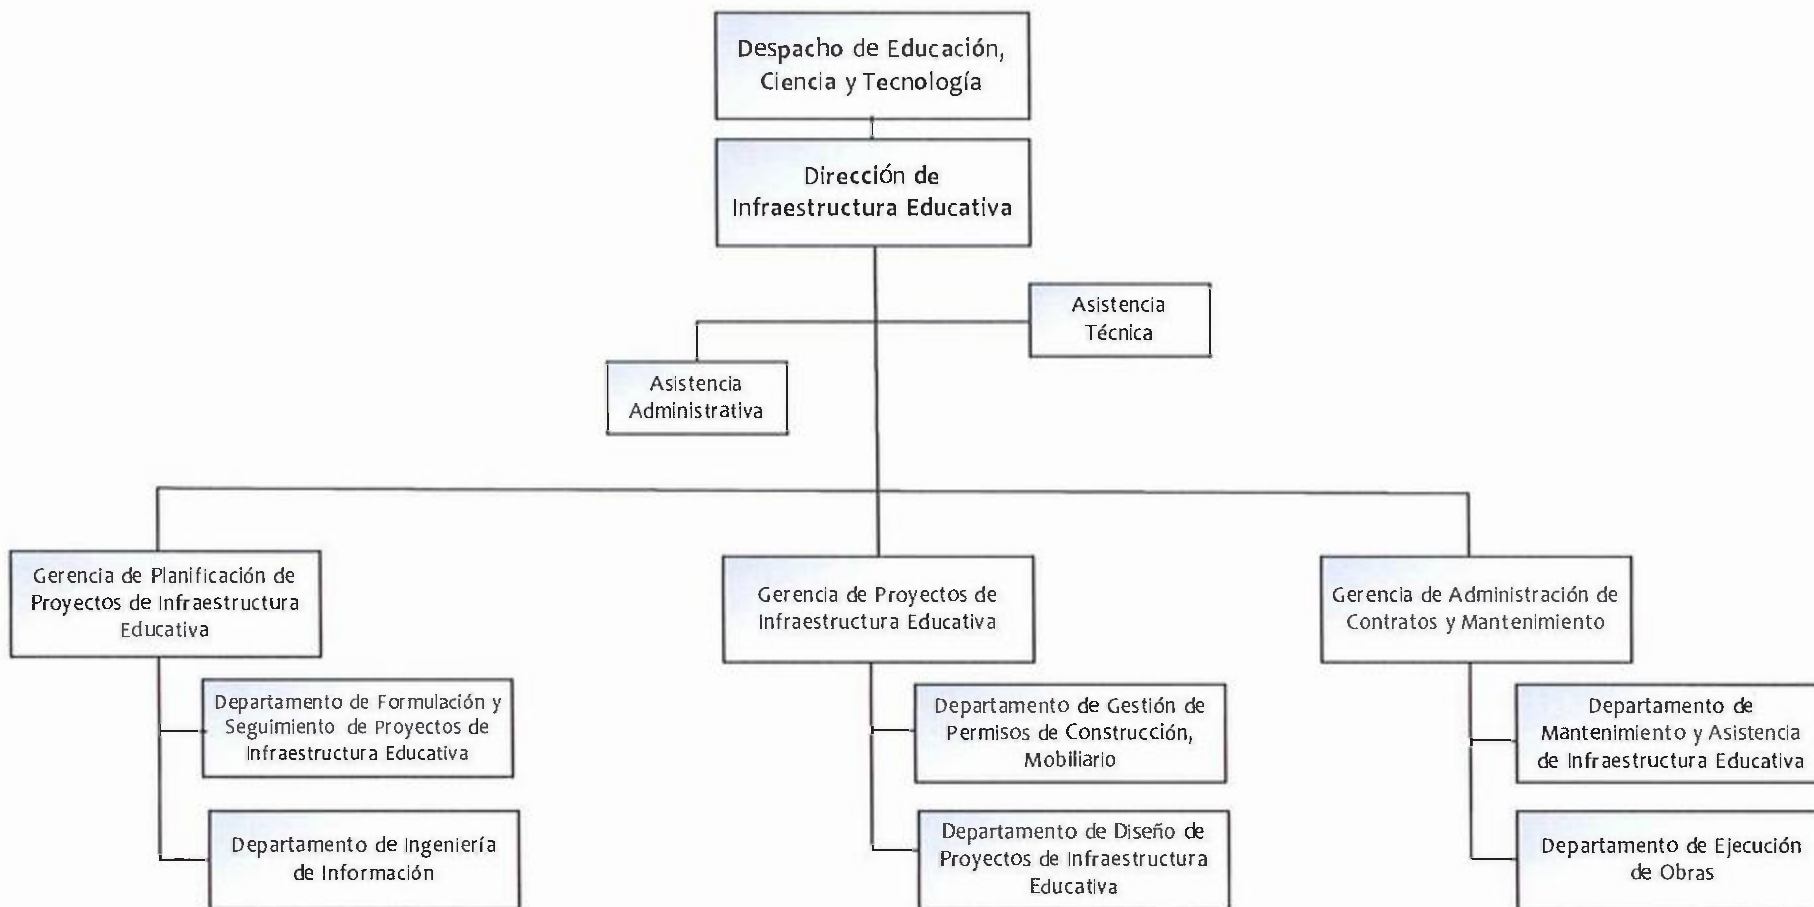 Despacho de Educación,
Ciencia y Tecnología
Dirección de
Infraestructura Educativa
Asistencia
Técnica
Asistencia
Administrativa
Gerencia de Planificación de
Proyectos de Infraestructura
Educativa
Gerencia de Proyectos de
Infraestructura Educativa
Gerencia de Administración de
Contratos y Mantenimiento
Departamento de Formulación y
Seguimiento de Proyectos de
Infraestructura Educativa
Departamento de Gestión de
Permisos de Construcción,
Mobiliario
Departamento de
Mantenimiento y Asistencia
de Infraestructura Educativa
Departamento de Ingeniería
de Información
Departamento de Diseño de
Proyectos de Infraestructura
Educativa
Departamento de Ejecución
de Obras